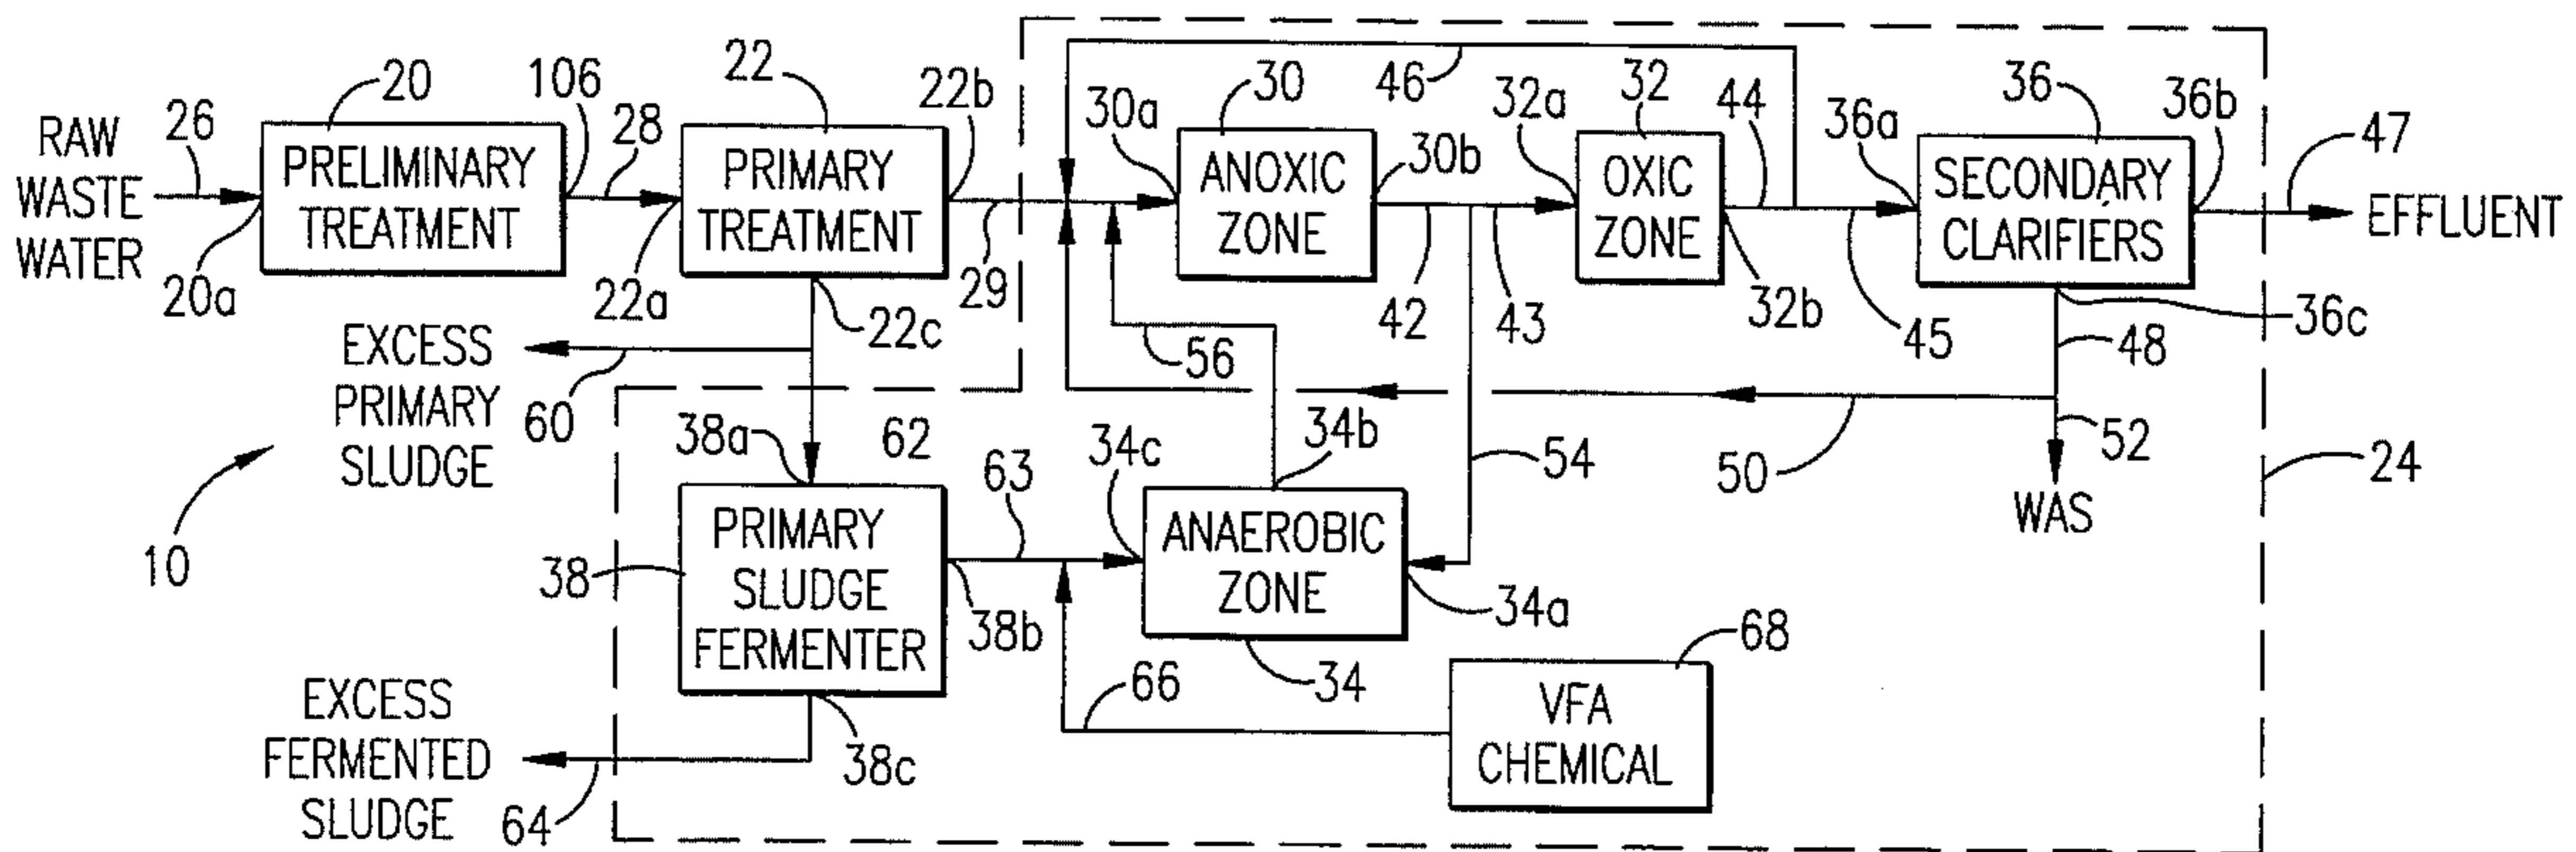 RAW
WASTE
WATER
26
20a
20
PRELIMINARY
TREATMENT
106
28
22a
22
PRIMARY
TREATMENT
22b
22c
29
46
30a
30
ANOXIC
ZONE
30b
42
43
32a
32
OXIC
ZONE
32b
44
45
36a
36
SECONDARY
CLARIFIERS
36b
36c
47
EFFLUENT
48
52
WAS
50
24
54
56
EXCESS
PRIMARY
SLUDGE
60
10
38a
62
38
PRIMARY
SLUDGE
FERMENTER
38b
38c
63
34c
34b
ANAEROBIC
ZONE
34a
34
66
68
VFA
CHEMICAL
EXCESS
FERMENTED
SLUDGE
64